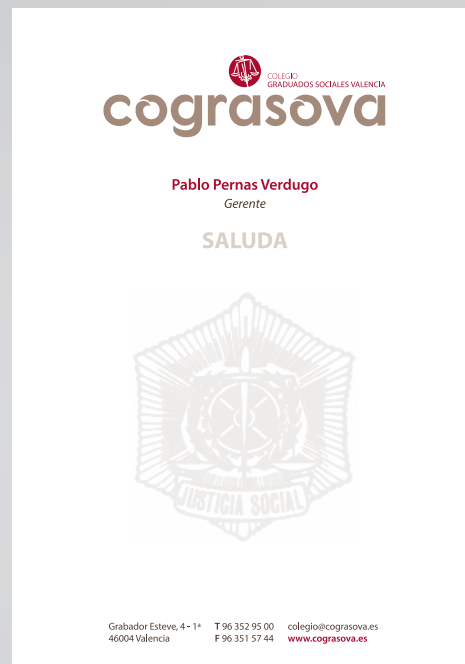 COLEGIO
GRADUADOS SOCIALES VALENCIA
cograsova
Pablo Pernas Verdugo
Gerente
SALUDA
JUSTICIA SOCIAL
Grabador Esteve, 4 - 1ª T 96 352 95 00 colegio@cograsova.es
46004 Valencia F 96 351 57 44 www.cograsova.es